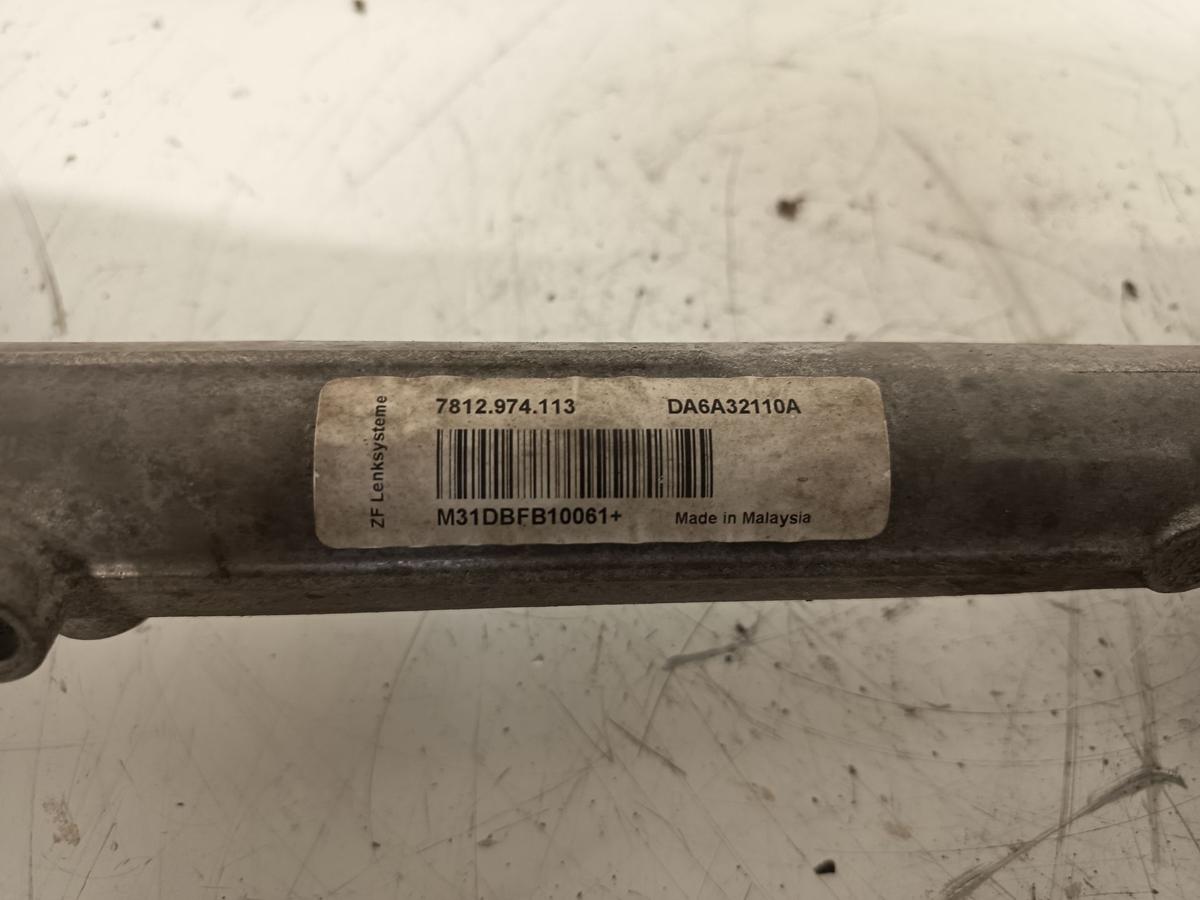 ZF Lenksysteme
7812.974.113 DA6A32110A
M31DBFB10061+ Made in Malaysia